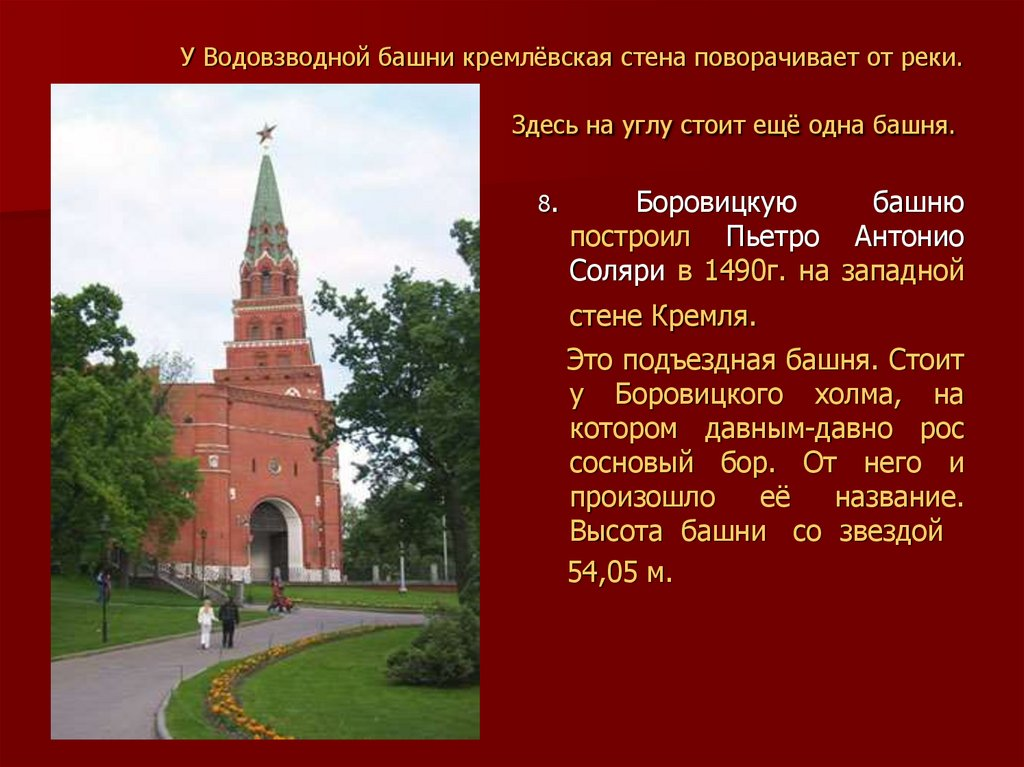 У Водовзводной башни кремлёвская стена поворачивает от реки.
Здесь на углу стоит ещё одна башня.
8. Боровицкую башню
построил Пьетро Антонио
Соляри в 1490г. на западной
стене Кремля.
Это подъездная башня. Стоит
у Боровицкого холма, на
котором давным-давно рос
сосновый бор. От него и
произошло её название.
Высота башни со звездой
54,05 м.